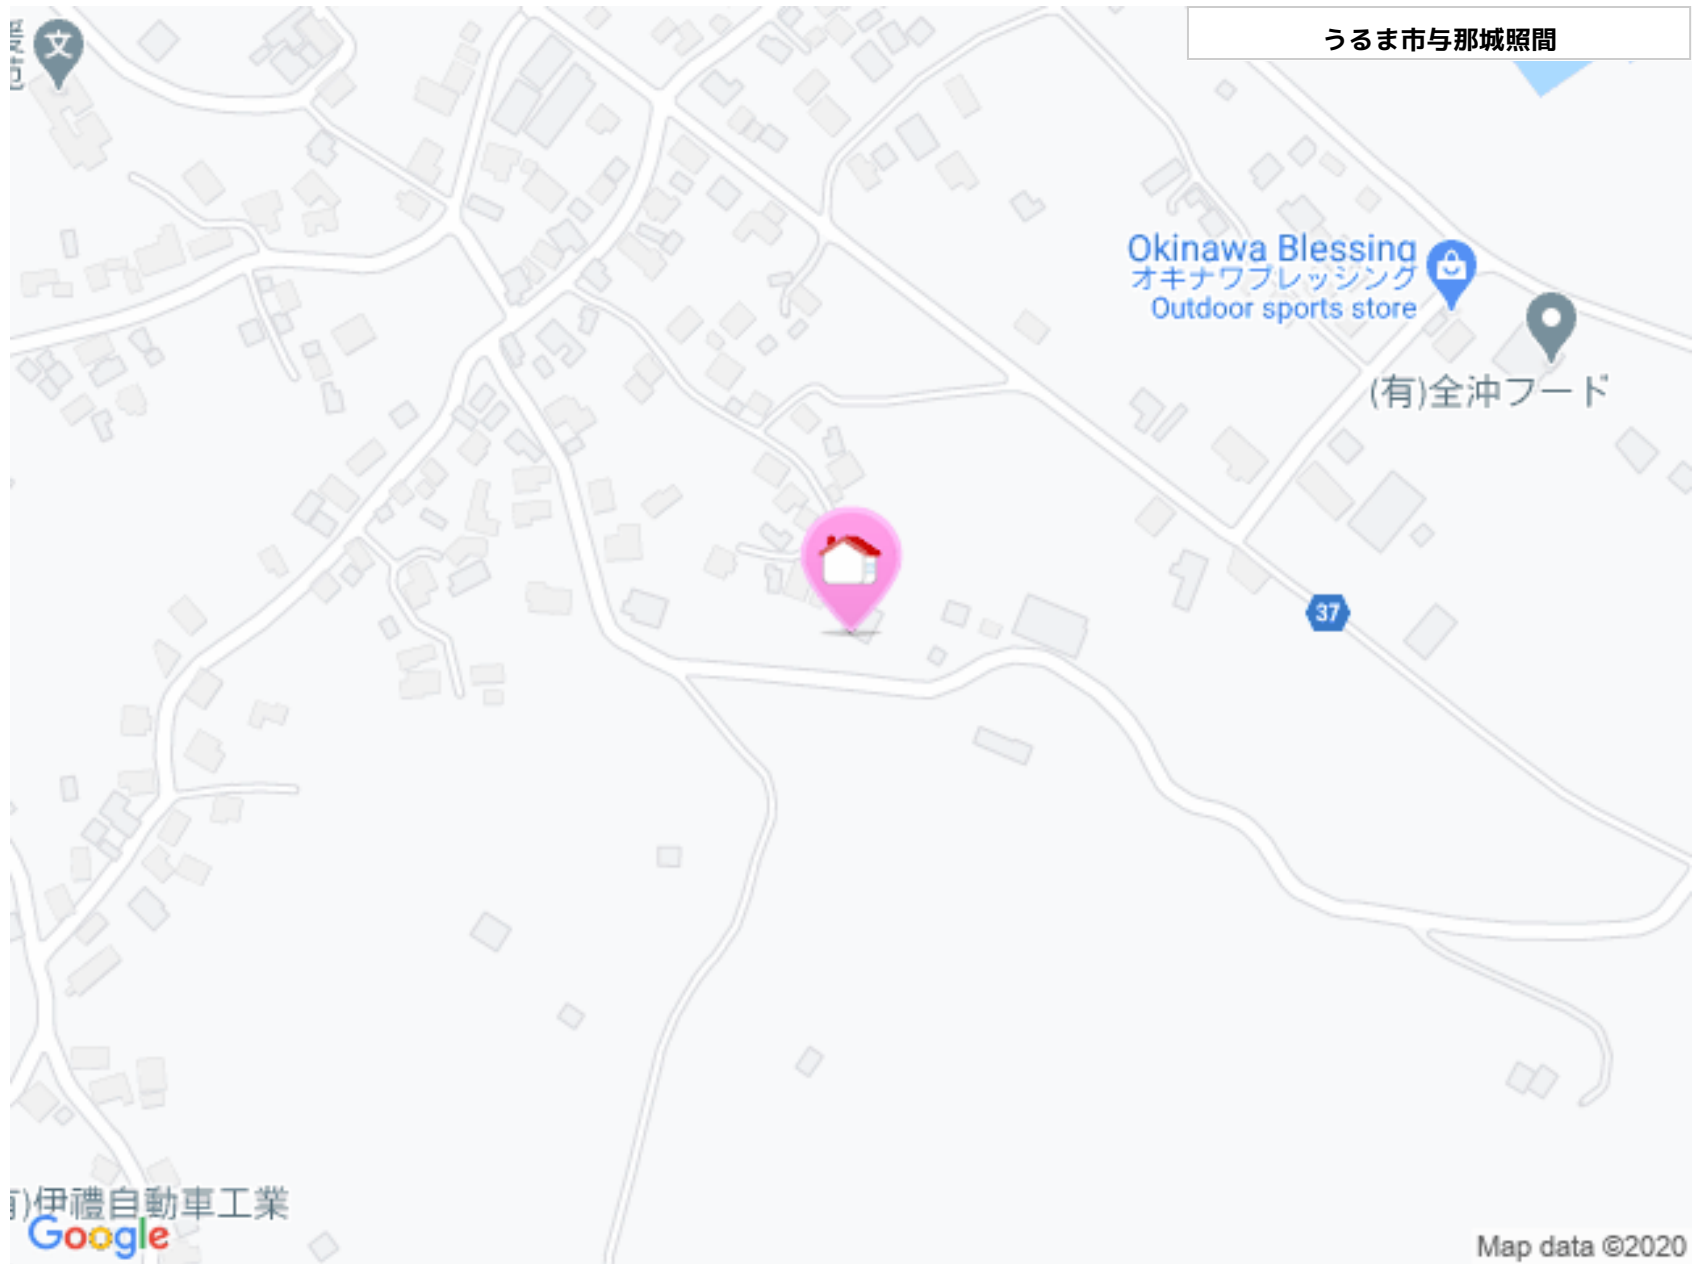 うるま市与那城照間
文
Okinawa Blessing
オキナワブレッシング
Outdoor sports store
(有)全沖フード
37
)伊禮自動車工業
Google
Map data ©2020